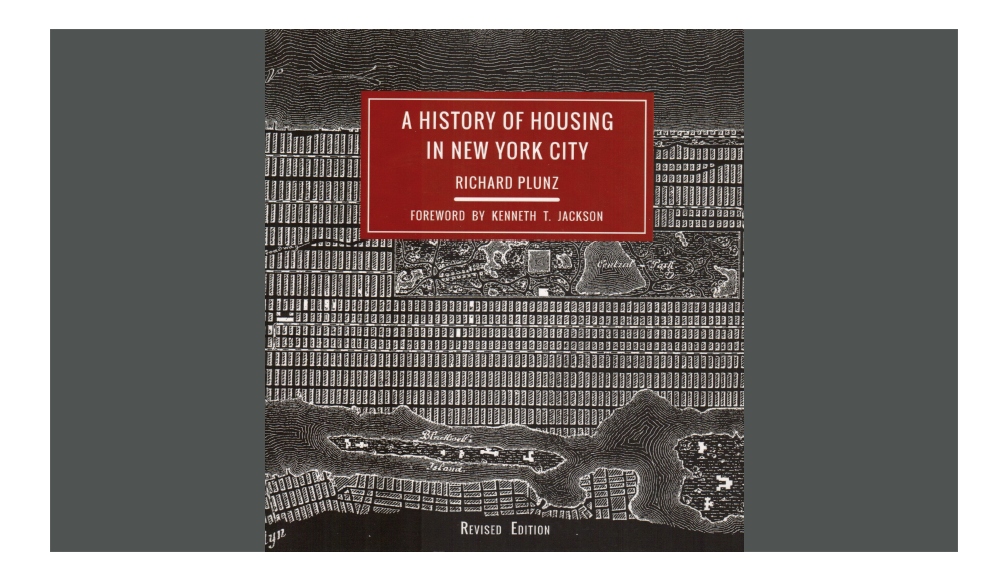 A HISTORY OF HOUSING
IN NEW YORK CITY
RICHARD PLUNZ
FOREWORD BY KENNETH T. JACKSON
Central Park
Blackwell's
Island
yn
REVISED EDITION